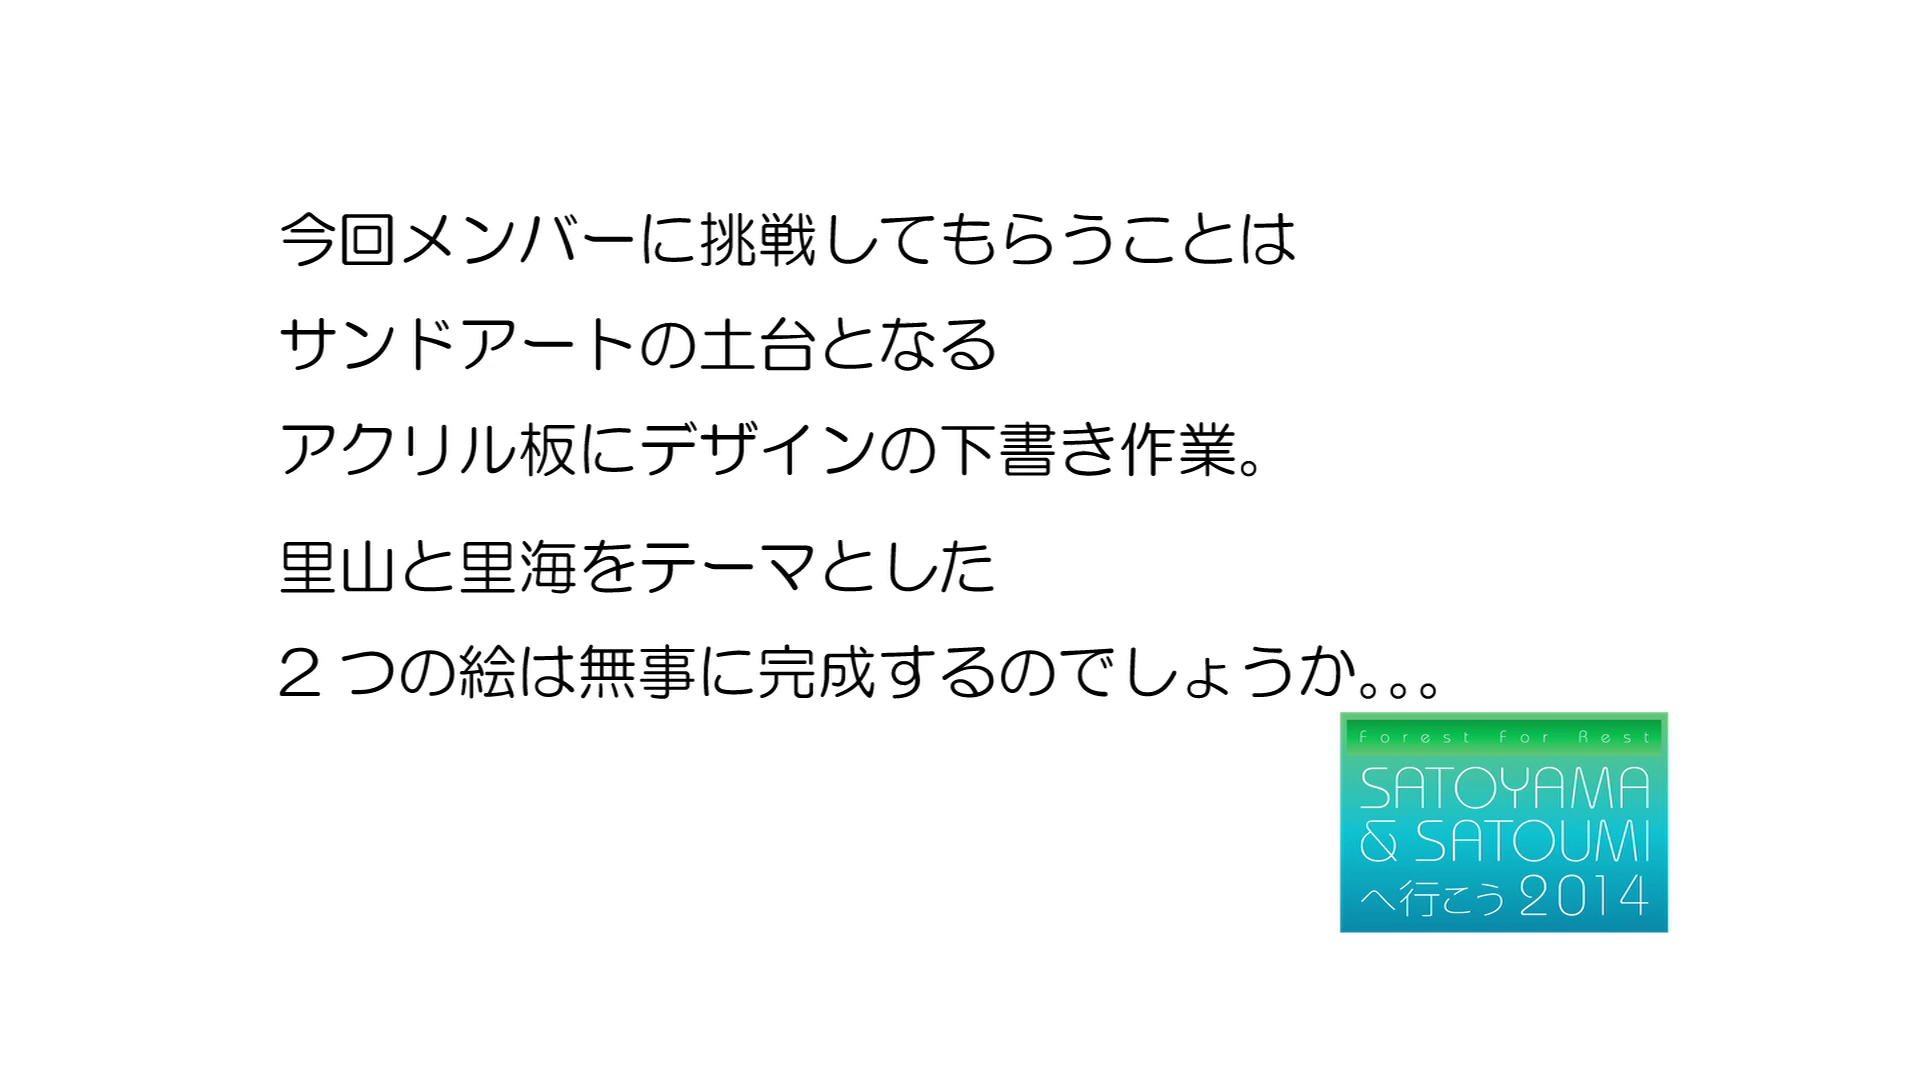 今回メンバーに挑戦してもらうことは
サンドアートの土台となる
アクリル板にデザインの下書き作業。
里山と里海をテーマとした
２つの絵は無事に完成するのでしょうか。。。
Forest For Rest
SATOYAMA
& SATOUMI
へ行こう 2014